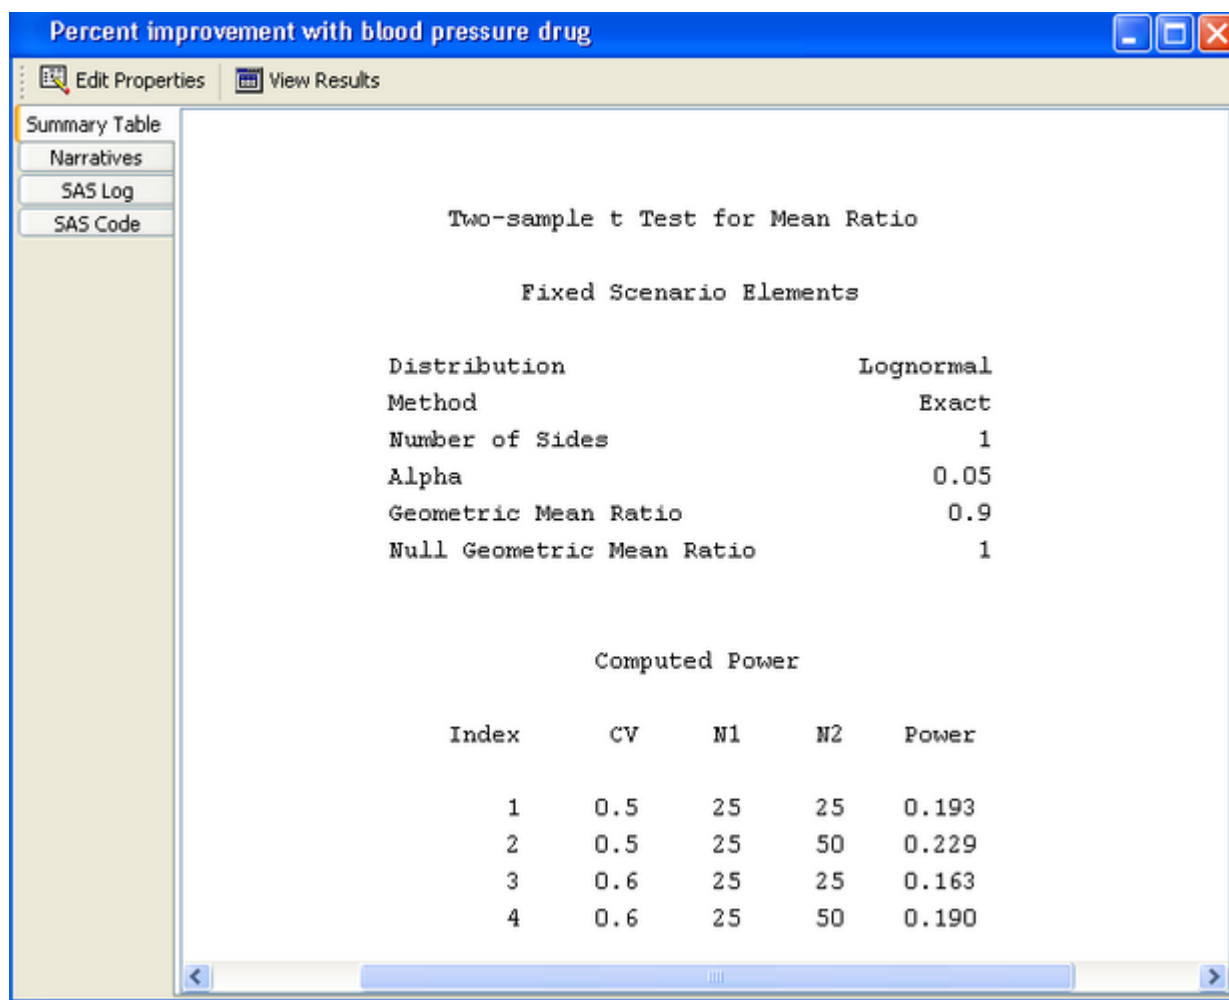 Percent improvement with blood pressure drug
Edit Properties View Results
Summary Table
Narratives
SAS Log
SAS Code
Two-sample t Test for Mean Ratio
Fixed Scenario Elements
Distribution Lognormal
Method Exact
Number of Sides 1
Alpha 0.05
Geometric Mean Ratio 0.9
Null Geometric Mean Ratio 1
Computed Power
Index CV N1 N2 Power
1 0.5 25 25 0.193
2 0.5 25 50 0.229
3 0.6 25 25 0.163
4 0.6 25 50 0.190